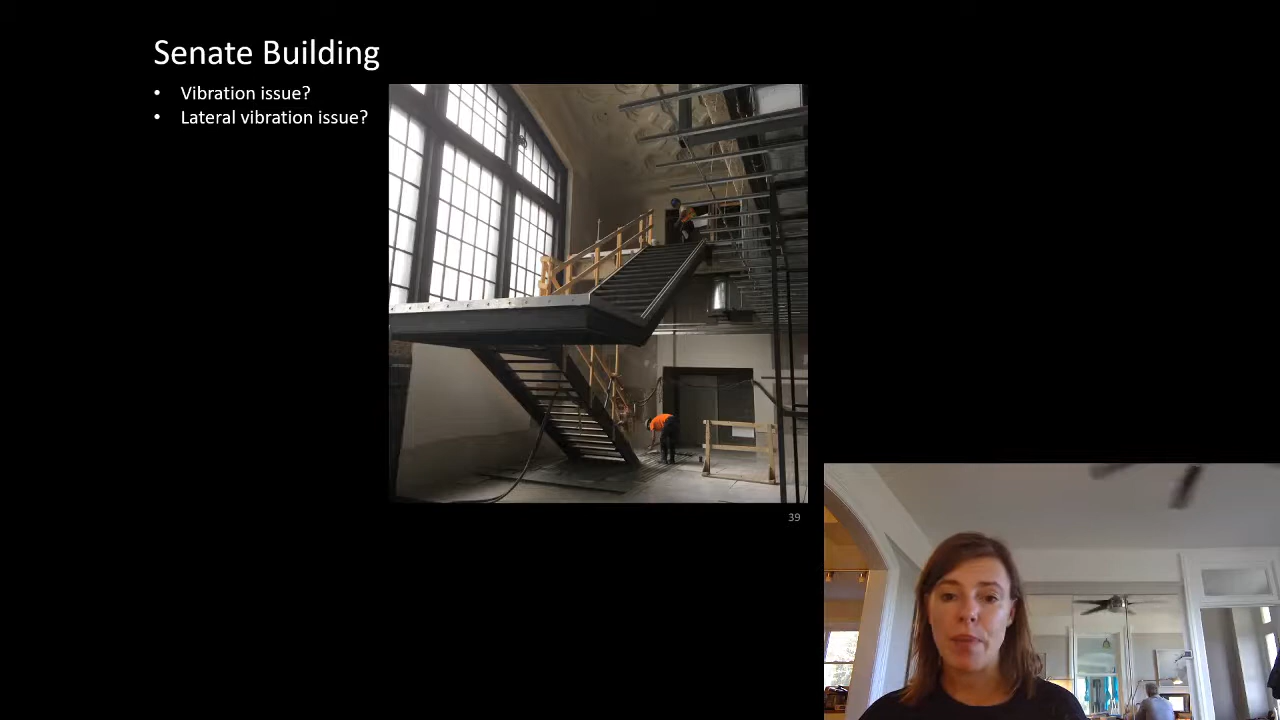 Senate Building
• Vibration issue?
• Lateral vibration issue?
39